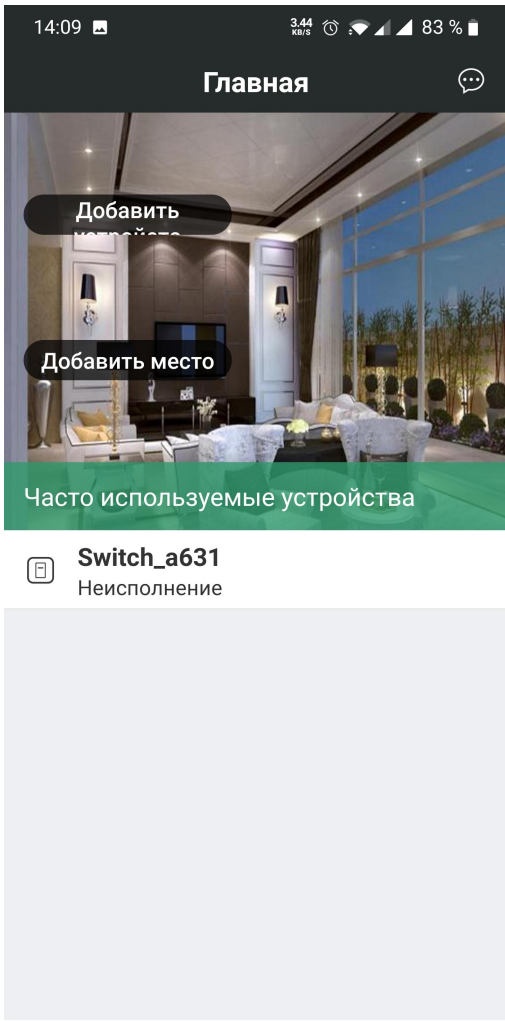 14:09
3.44
KB/S
83 %
Главная
Добавить
Добавить место
Часто используемые устройства
Switch_a631
Неисполнение